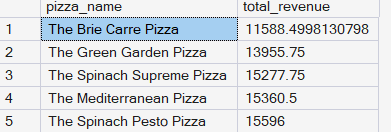 pizza_name total_revenue
1 The Brie Carre Pizza 11588.4998130798
2 The Green Garden Pizza 13955.75
3 The Spinach Supreme Pizza 15277.75
4 The Mediterranean Pizza 15360.5
5 The Spinach Pesto Pizza 15596